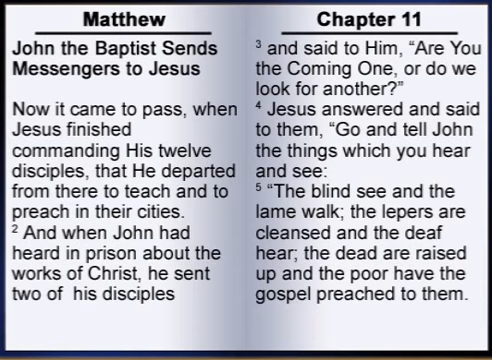 Matthew
John the Baptist Sends
Messengers to Jesus
Now it came to pass, when
Jesus finished
commanding His twelve
disciples, that He departed
from there to teach and to
preach in their cities.
² And when John had
heard in prison about the
works of Christ, he sent
two of  his disciples
Chapter 11
³ and said to Him, “Are You
the Coming One, or do we
look for another?”
⁴ Jesus answered and said
to them, “Go and tell John
the things which you hear
and see:
⁵ “The blind see and the
lame walk; the lepers are
cleansed and the deaf
hear; the dead are raised
up and the poor have the
gospel preached to them.